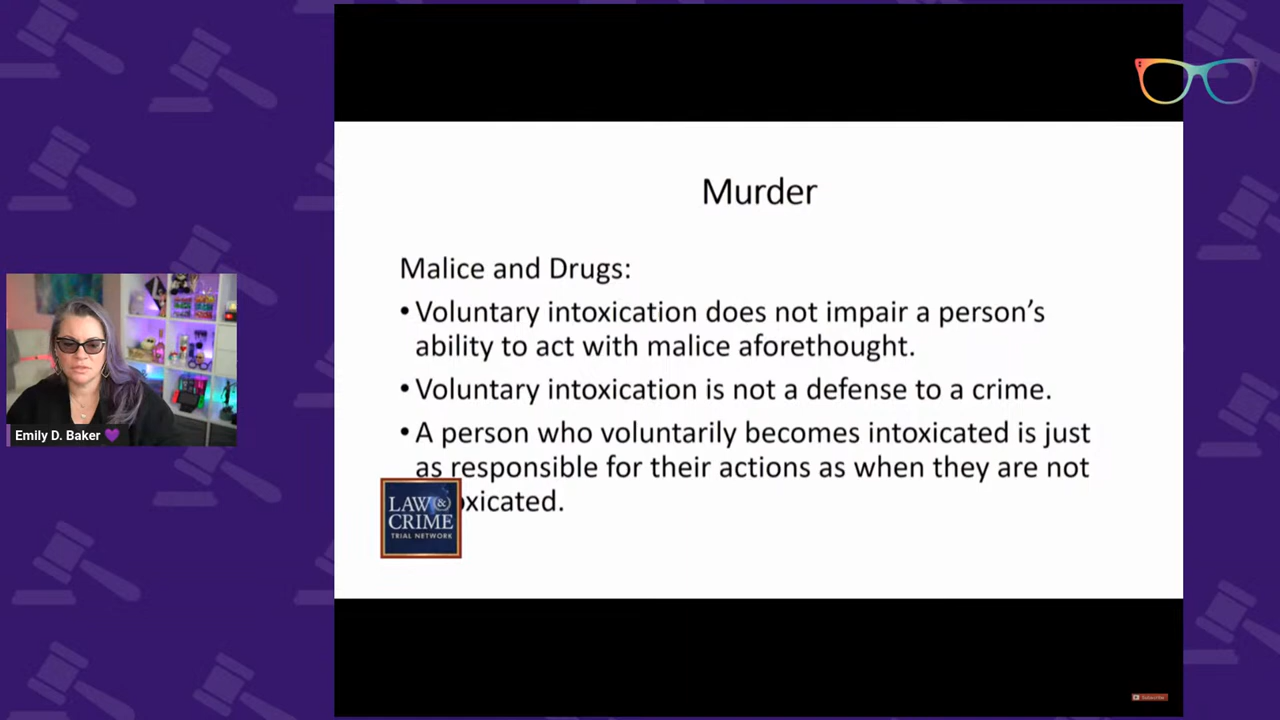 Murder
Malice and Drugs:
• Voluntary intoxication does not impair a person's
ability to act with malice aforethought.
• Voluntary intoxication is not a defense to a crime.
• A person who voluntarily becomes intoxicated is just
as responsible for their actions as when they are not
oxicated.
LAW &
CRIME
TRIAL NETWORK
Emily D. Baker 💜
Subscribe